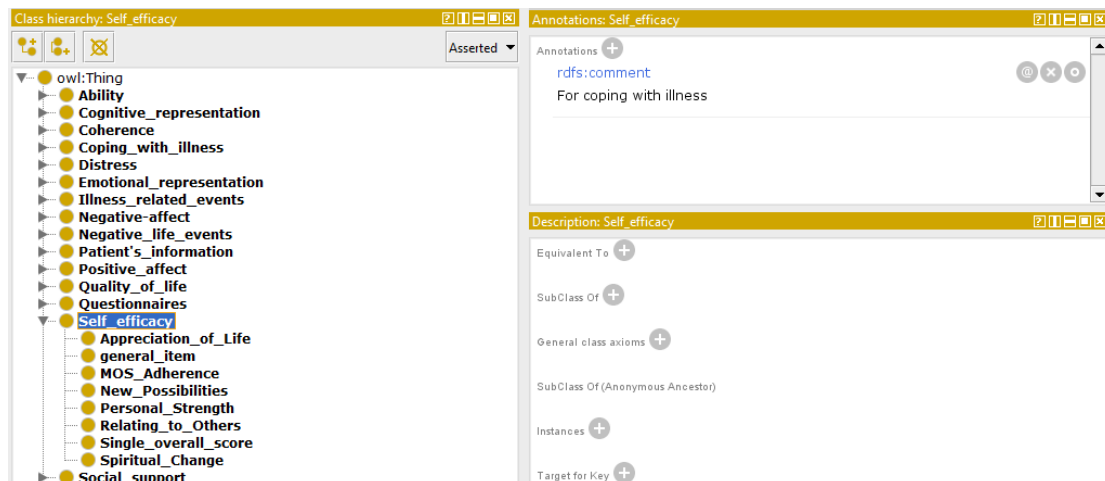 Class hierarchy: Self_efficacy
Asserted
owl:Thing
Ability
Cognitive_representation
Coherence
Coping_with_illness
Distress
Emotional_representation
Illness_related_events
Negative-affect
Negative_life_events
Patient's_information
Positive_affect
Quality_of_life
Questionnaires
Self_efficacy
Appreciation_of_Life
general_item
MOS_Adherence
New_Possibilities
Personal_Strength
Relating_to_Others
Single_overall_score
Spiritual_Change
Social_support
Annotations: Self_efficacy
Annotations
rdfs:comment
For coping with illness
Description: Self_efficacy
Equivalent To
SubClass Of
General class axioms
SubClass Of (Anonymous Ancestor)
Instances
Target for Key